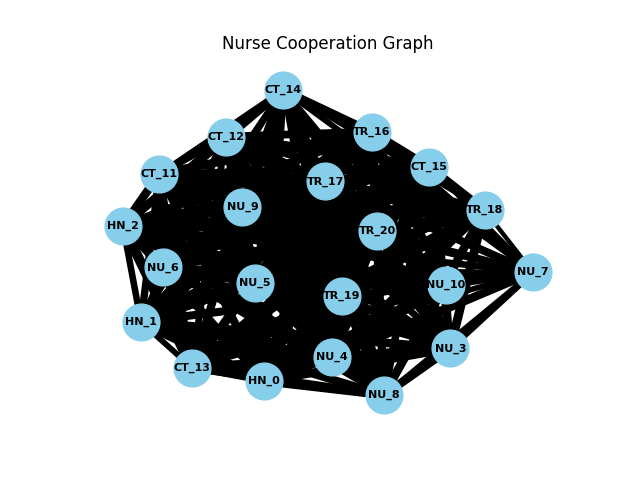 Nurse Cooperation Graph
CT_14
TR_16
CT_12
CT_15
CT_11
TR_17
NU_9
TR_18
HN_2
TR_20
NU_6
NU_7
NU_5
NU_10
TR_19
HN_1
NU_3
NU_4
CT_13
HN_0
NU_8